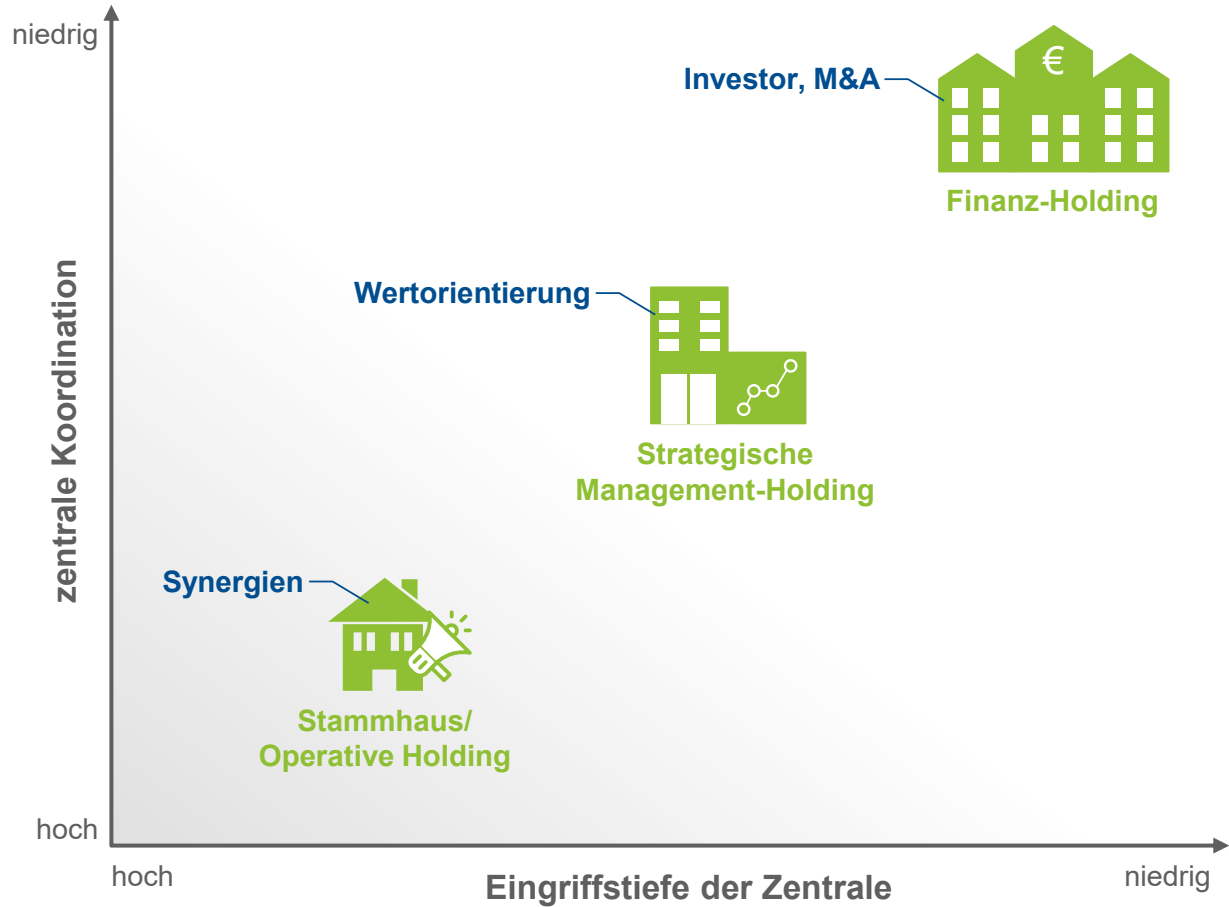 niedrig
€
Investor, M&A
Finanz-Holding
zentrale Koordination
Wertorientierung
Strategische
Management-Holding
Synergien
Stammhaus/
Operative Holding
hoch
hoch
Eingriffstiefe der Zentrale
niedrig